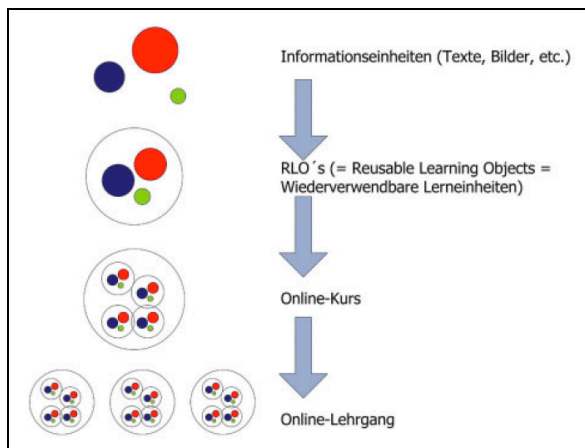 Informationseinheiten (Texte, Bilder, etc.)
RLO´s (= Reusable Learning Objects =
Wiederverwendbare Lerneinheiten)
Online-Kurs
Online-Lehrgang